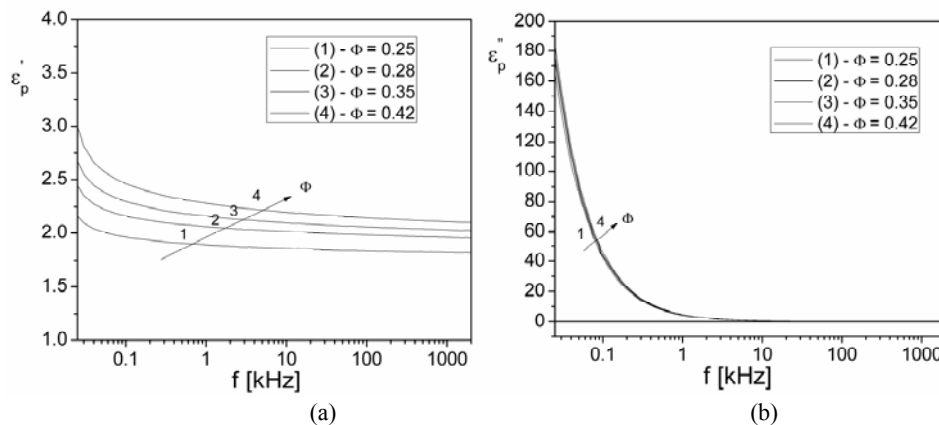 (a)
4.0
3.5
3.0
2.5
2.0
1.5
1.0
εp'
0.1
1
10
100
1000
f [kHz]
(1) - Φ = 0.25
(2) - Φ = 0.28
(3) - Φ = 0.35
(4) - Φ = 0.42
1
2
3
4
Φ
(a)
(b)
200
180
160
140
120
100
80
60
40
20
0
εp"
0.1
1
10
100
1000
f [kHz]
(1) - Φ = 0.25
(2) - Φ = 0.28
(3) - Φ = 0.35
(4) - Φ = 0.42
1
4
Φ
(b)